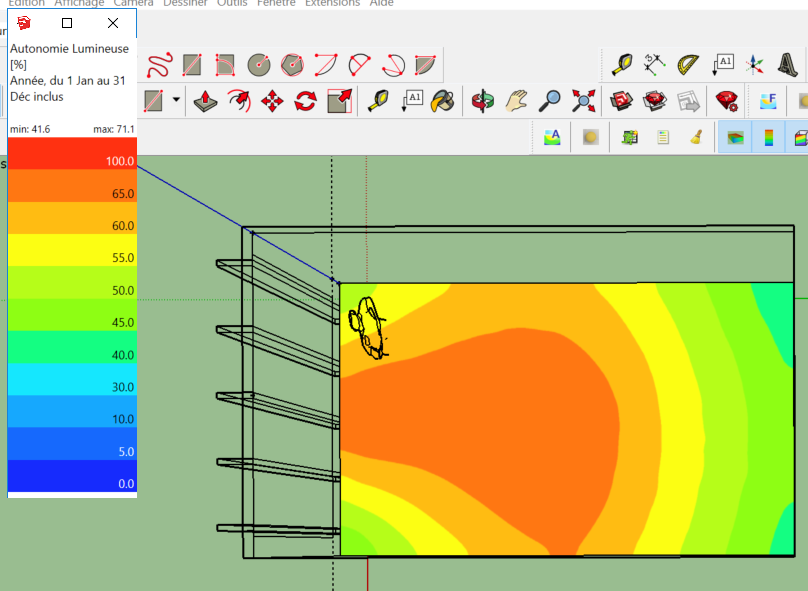 Edition Affichage Caméra Dessiner Outils Fenêtre Extensions Aide
Autonomie Lumineuse
[%]
Année, du 1 Jan au 31
Déc inclus
min: 41.6 max: 71.1
100.0
65.0
60.0
55.0
50.0
45.0
40.0
30.0
10.0
5.0
0.0
A1
A1
F
A